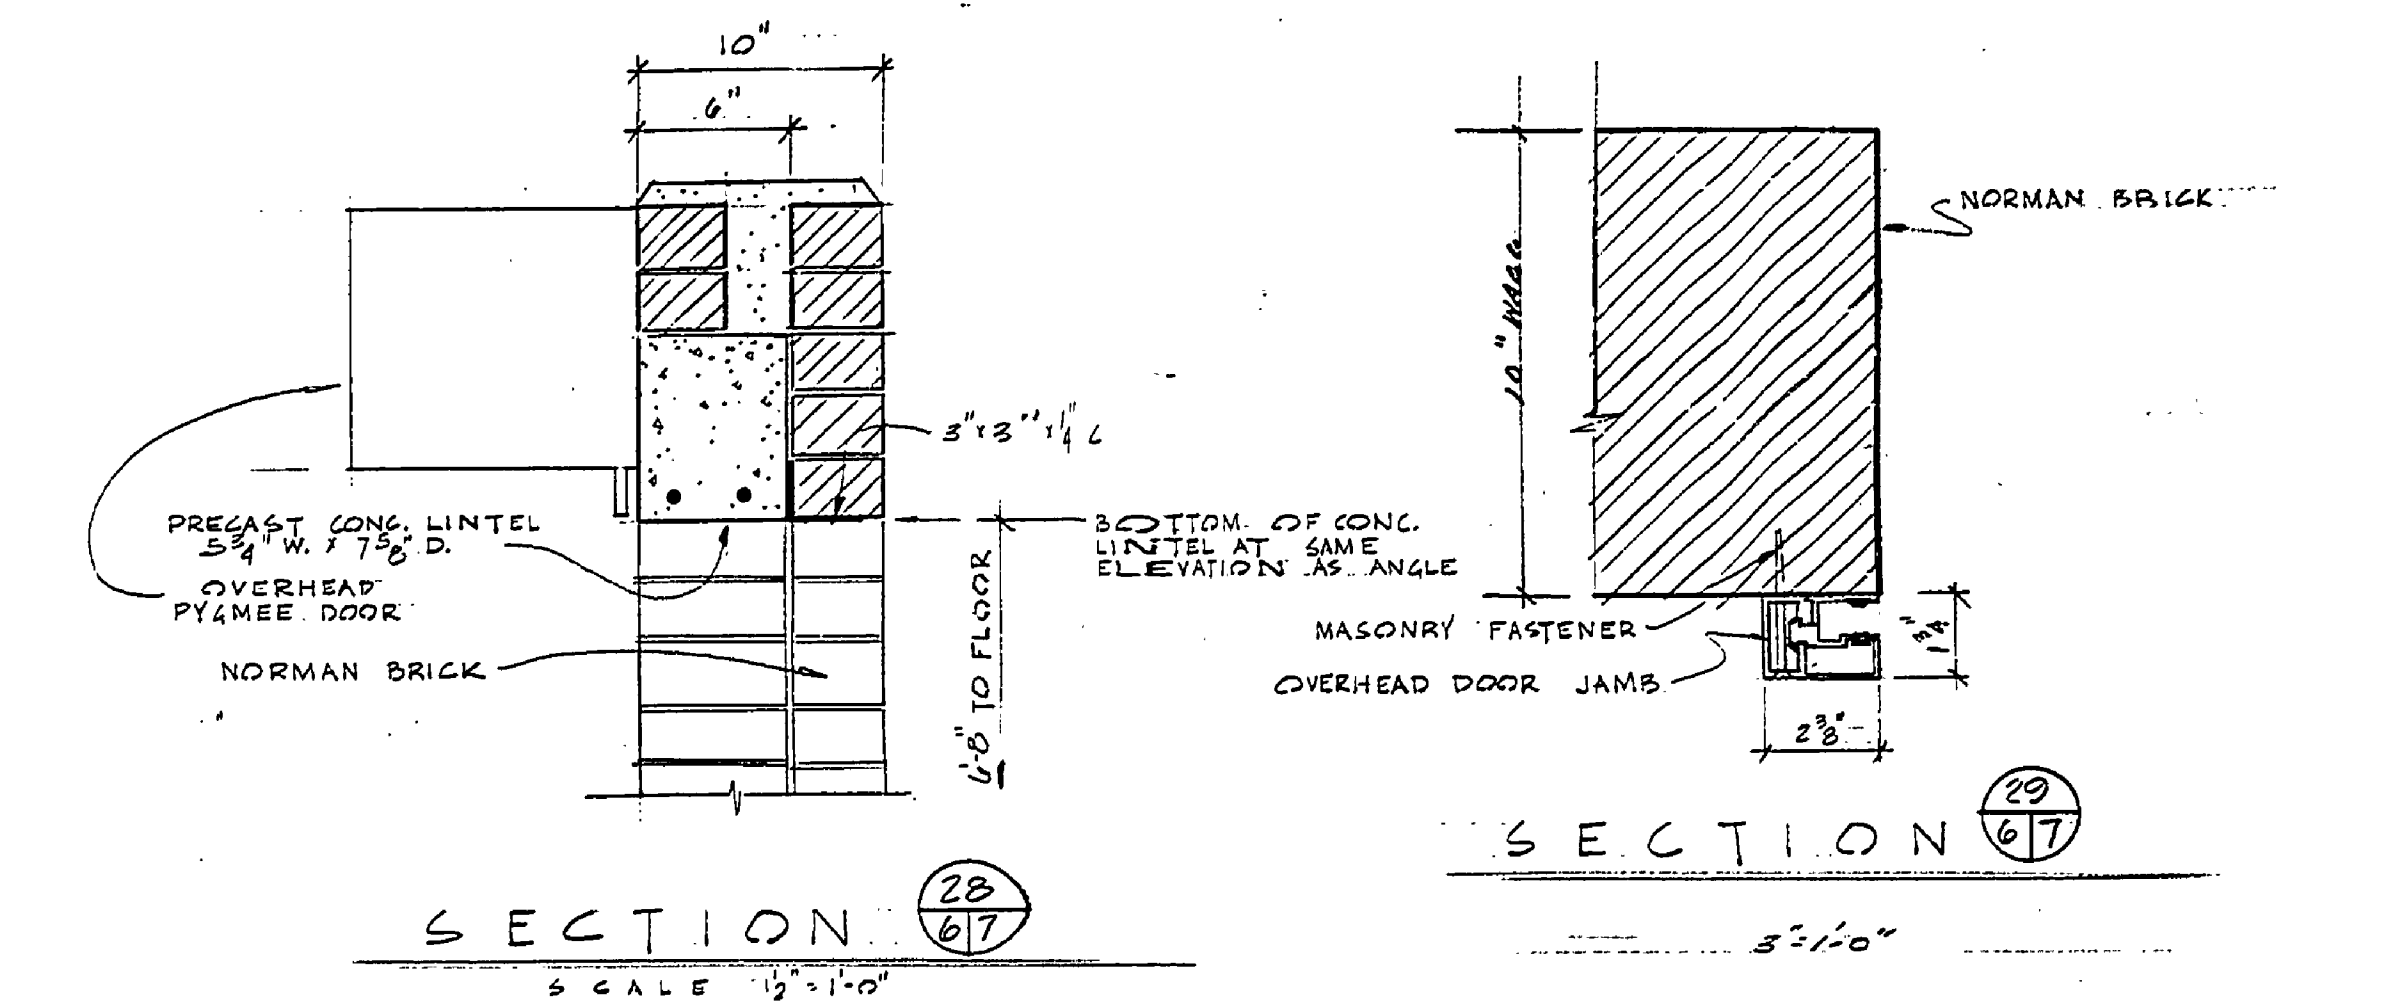 10"
6"
3" x 3" x 1/4 L
PRECAST CONC. LINTEL
5 3/4" W. x 7 5/8" D.
OVERHEAD
PYGMEE DOOR
NORMAN BRICK
BOTTOM OF CONC.
LINTEL AT SAME
ELEVATION AS ANGLE
6'-8" TO FLOOR
SECTION
28
6 7
SCALE 1 1/2" = 1'-0"
10" WALL
NORMAN BRICK
MASONRY FASTENER
OVERHEAD DOOR JAMB
1 3/4"
2 3/8"
SECTION
29
6 7
3" = 1'-0"